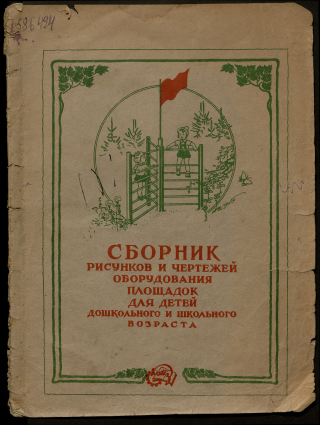 СБОРНИК
РИСУНКОВ И ЧЕРТЕЖЕЙ
ОБОРУДОВАНИЯ
ПЛОЩАДОК
ДЛЯ ДЕТЕЙ
ДОШКОЛЬНОГО И ШКОЛЬНОГО
ВОЗРАСТА